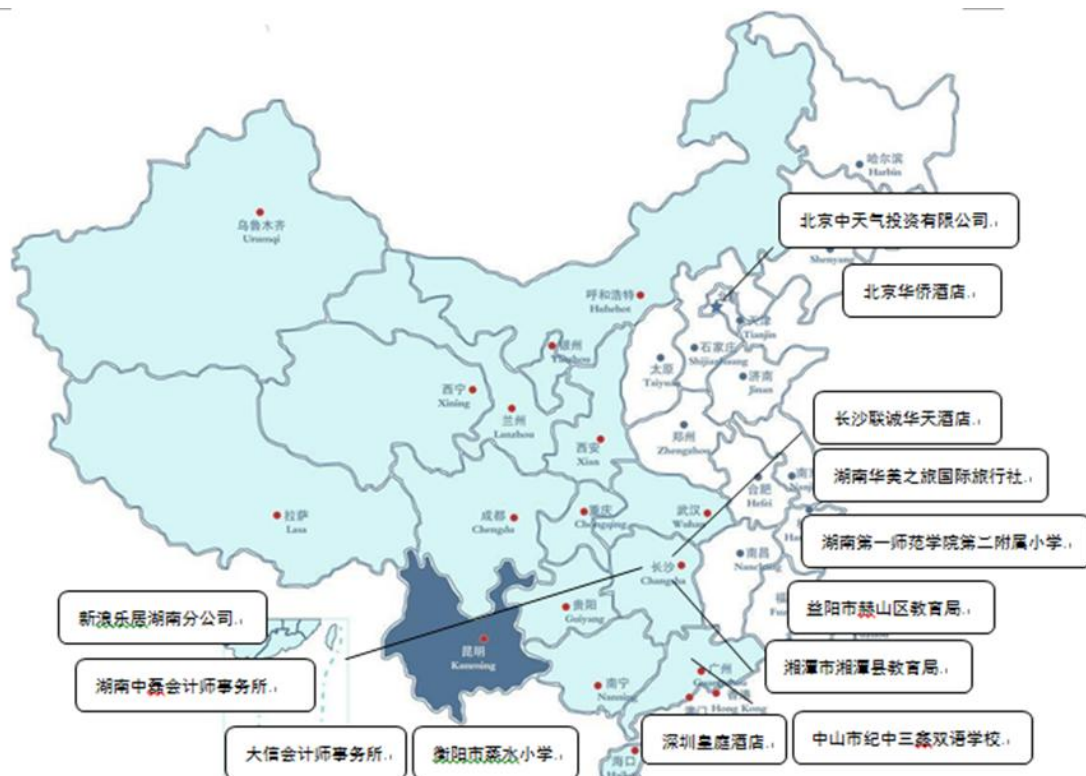 哈尔滨
Harbin
北京中天气投资有限公司
乌鲁木齐
Urumqi
Shenyang
北京华侨酒店
呼和浩特
Huhehot
天津
Tianjin
银州
石家庄
Shijiazhuang
太原
Taiyuan
济南
Jinan
西宁
Xining
兰州
Lanzhou
长沙联诚华天酒店
郑州
Zhengzhou
西安
Xian
湖南华美之旅国际旅行社
合肥
Hefei
拉萨
Lasa
成都
Chengdu
重庆
Chongqing
武汉
Wuhan
湖南第一师范学院第二附属小学
南昌
Nanchang
长沙
Changsha
新浪乐居湖南分公司
贵阳
Guiyang
益阳市赫山区教育局
昆明
Kunming
湘潭市湘潭县教育局
湖南中磊会计师事务所
南宁
Nanning
广州
香港
Hong Kong
大信会计师事务所
衡阳市蒸水小学
深圳皇庭酒店
中山市纪中三鑫双语学校
海口